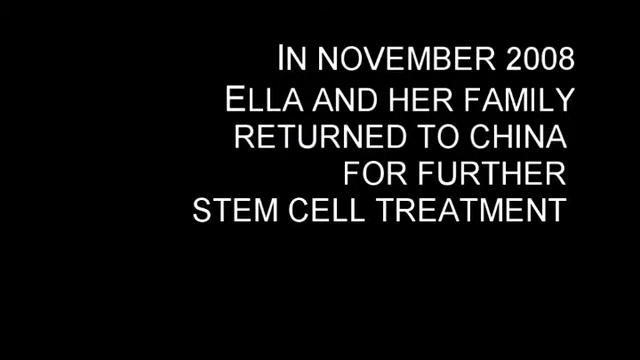 IN NOVEMBER 2008
ELLA AND HER FAMILY
RETURNED TO CHINA
FOR FURTHER
STEM CELL TREATMENT